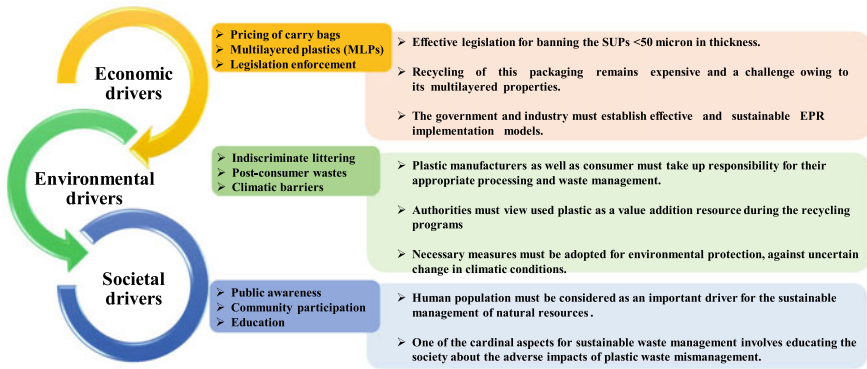 Economic
drivers
➢ Pricing of carry bags
➢ Multilayered plastics (MLPs)
➢ Legislation enforcement
➢ Effective legislation for banning the SUPs <50 micron in thickness.
➢ Recycling of this packaging remains expensive and a challenge owing to
its multilayered properties.
➢ The government and industry must establish effective and sustainable EPR
implementation models.
Environmental
drivers
➢ Indiscriminate littering
➢ Post-consumer wastes
➢ Climatic barriers
➢ Plastic manufacturers as well as consumer must take up responsibility for their
appropriate processing and waste management.
➢ Authorities must view used plastic as a value addition resource during the recycling
programs
➢ Necessary measures must be adopted for environmental protection, against uncertain
change in climatic conditions.
Societal
drivers
➢ Public awareness
➢ Community participation
➢ Education
➢ Human population must be considered as an important driver for the sustainable
management of natural resources .
➢ One of the cardinal aspects for sustainable waste management involves educating the
society about the adverse impacts of plastic waste mismanagement.